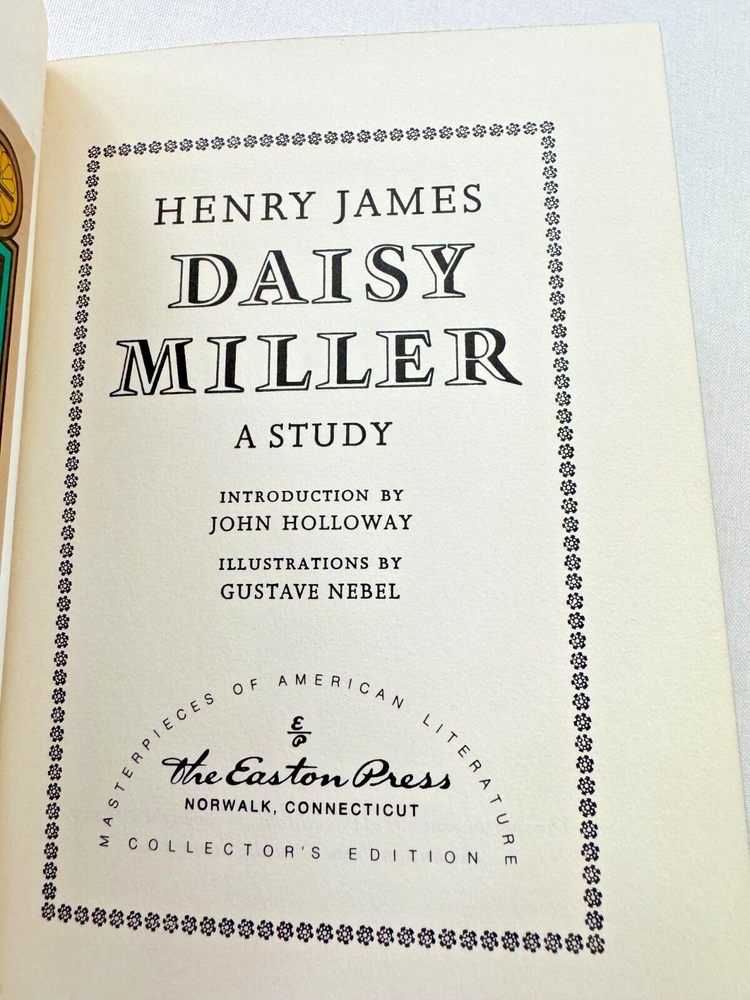 HENRY JAMES
DAISY
MILLER
A STUDY
INTRODUCTION BY
JOHN HOLLOWAY
ILLUSTRATIONS BY
GUSTAVE NEBEL
MASTERPIECES OF AMERICAN LITERATURE
E
P
The Easton Press
NORWALK, CONNECTICUT
COLLECTOR'S EDITION